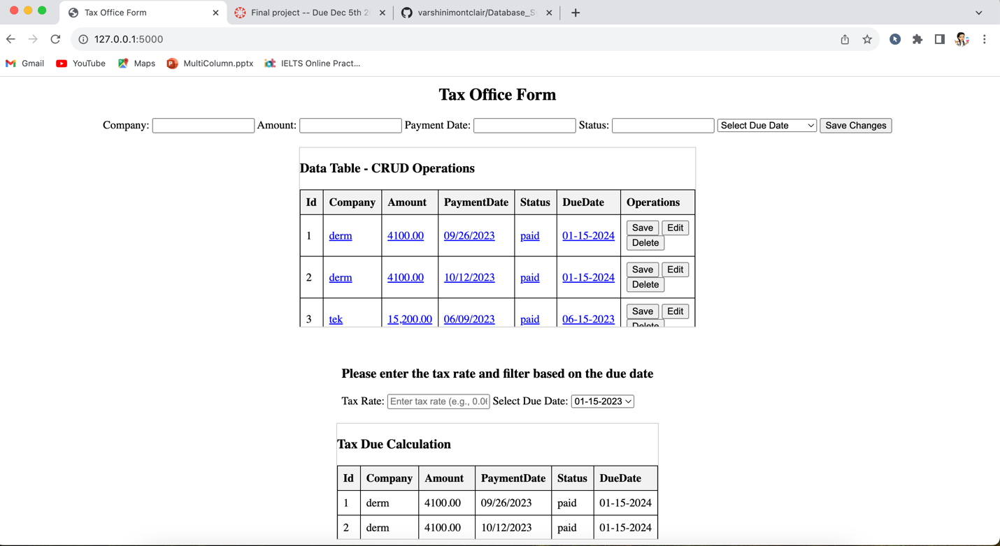 Tax Office Form
Final project -- Due Dec 5th
varshinimontclair/Database_S
127.0.0.1:5000
Gmail YouTube Maps MultiColumn.pptx IELTS Online Pract...
Tax Office Form
Company: Amount: Payment Date: Status: Select Due Date Save Changes
Data Table - CRUD Operations
Id Company Amount PaymentDate Status DueDate Operations
1 derm 4100.00 09/26/2023 paid 01-15-2024 Save Edit
Delete
2 derm 4100.00 10/12/2023 paid 01-15-2024 Save Edit
Delete
3 tek 15,200.00 06/09/2023 paid 06-15-2023 Save Edit
Delete
Please enter the tax rate and filter based on the due date
Tax Rate: Enter tax rate (e.g., 0.06 Select Due Date: 01-15-2023
Tax Due Calculation
Id Company Amount PaymentDate Status DueDate
1 derm 4100.00 09/26/2023 paid 01-15-2024
2 derm 4100.00 10/12/2023 paid 01-15-2024